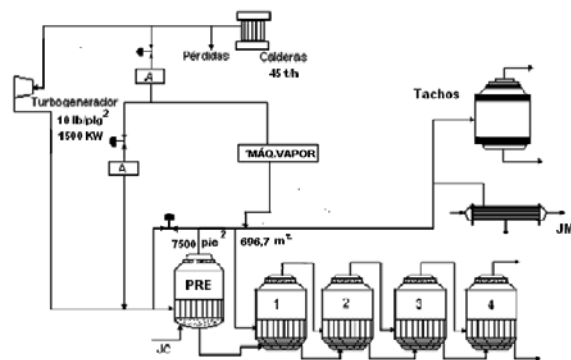 Pérdidas
Calderas
45 t/h
A
Turbogenerador
10 lb/plg²
1500 KW
Tachos
A
"MÁQ.VAPOR
7500 pie²
696,7 m²
JM
PRE
1
2
3
4
JC